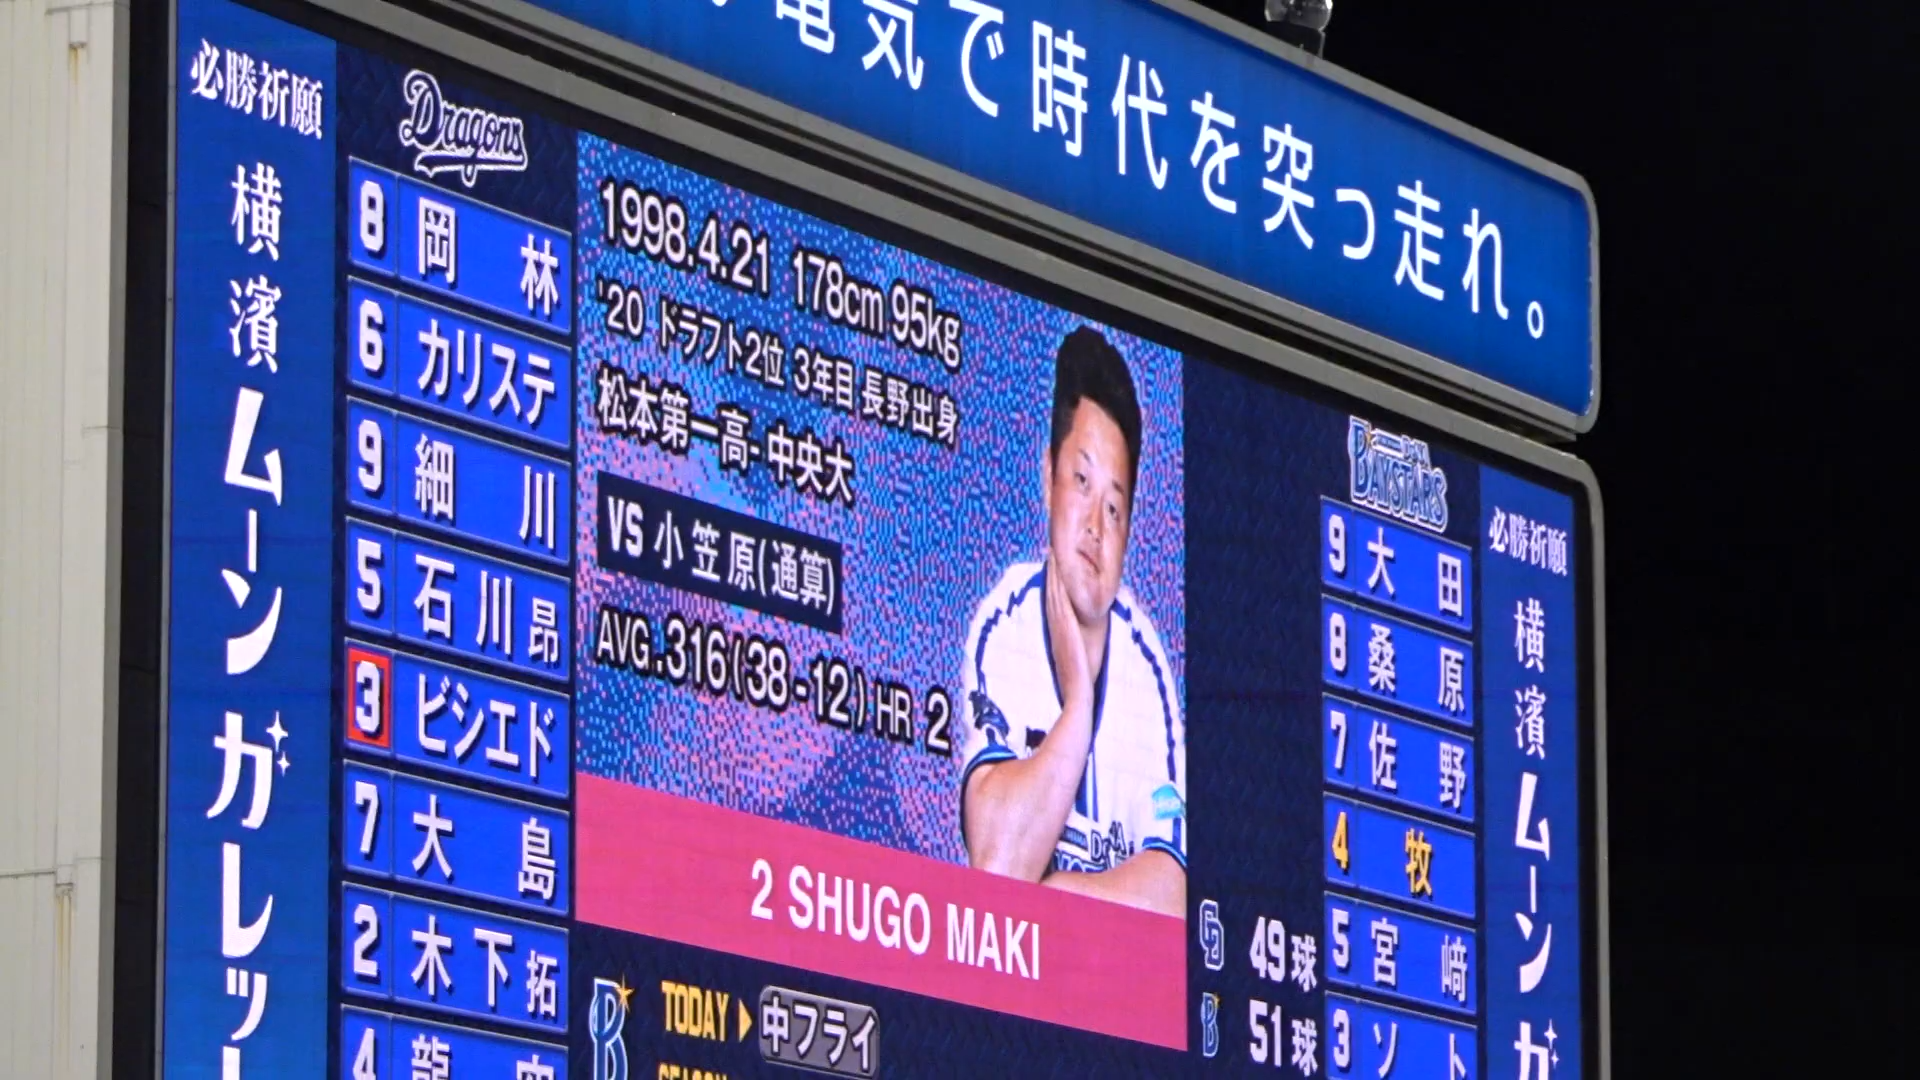 電気で時代を突っ走れ。
必勝祈願
横濱ムーンガレッ
Dragons
8 岡林
6 カリステ
9 細川
5 石川昂
3 ビシエド
7 大島
2 木下拓
4 龍空
1998.4.21 178cm 95kg
'20 ドラフト2位 3年目 長野出身
松本第一高-中央大
VS 小笠原(通算)
AVG.316(38-12) HR 2
2 SHUGO MAKI
TODAY 中フライ
SEASON
BAYSTARS
9 大田
8 桑原
7 佐野
4 牧
5 宮﨑
3 ソト
CD 49球
B 51球
必勝祈願
横濱ムーンガ